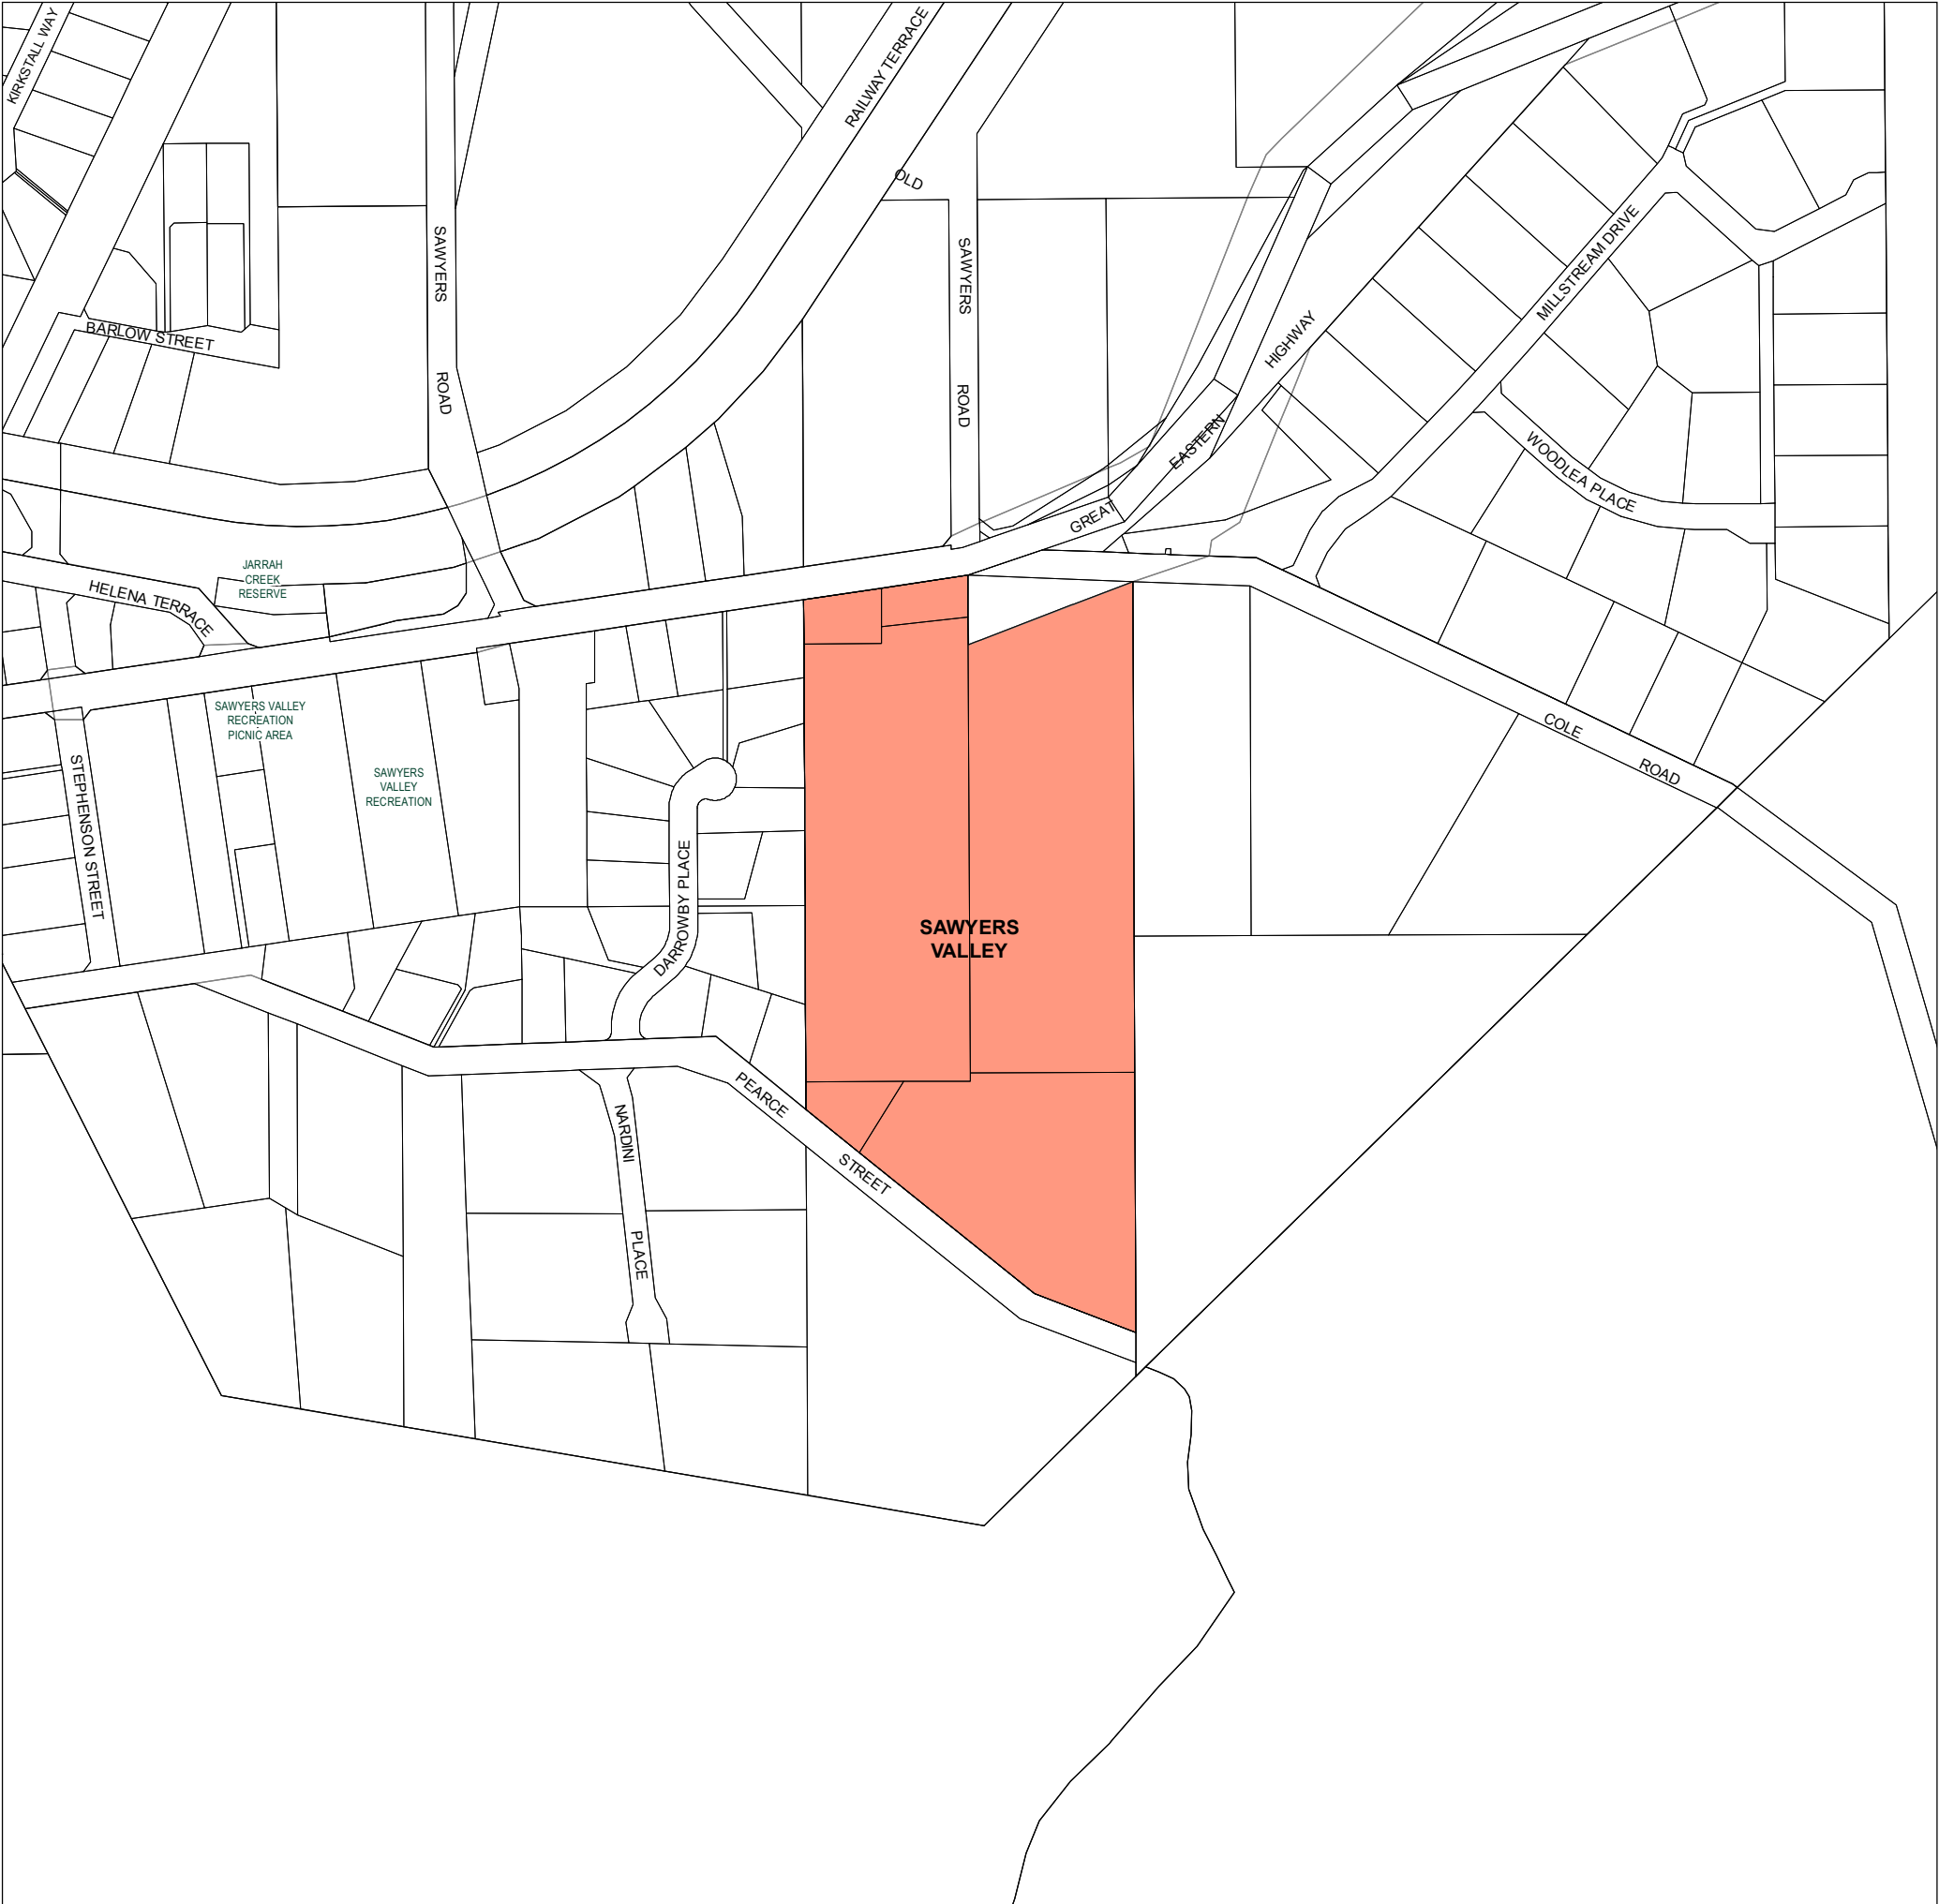 KIRKSTALL WAY
RAILWAY TERRACE
OLD
SAWYERS
ROAD
SAWYERS
ROAD
BARLOW STREET
MILLSTREAM DRIVE
HIGHWAY
EASTERN
GREAT
WOODLEA PLACE
JARRAH
CREEK
RESERVE
HELENA TERRACE
SAWYERS VALLEY
RECREATION
PICNIC AREA
SAWYERS
VALLEY
RECREATION
STEPHENSON STREET
DARROWBY PLACE
COLE
ROAD
SAWYERS
VALLEY
PEARCE
STREET
NARDINI
PLACE